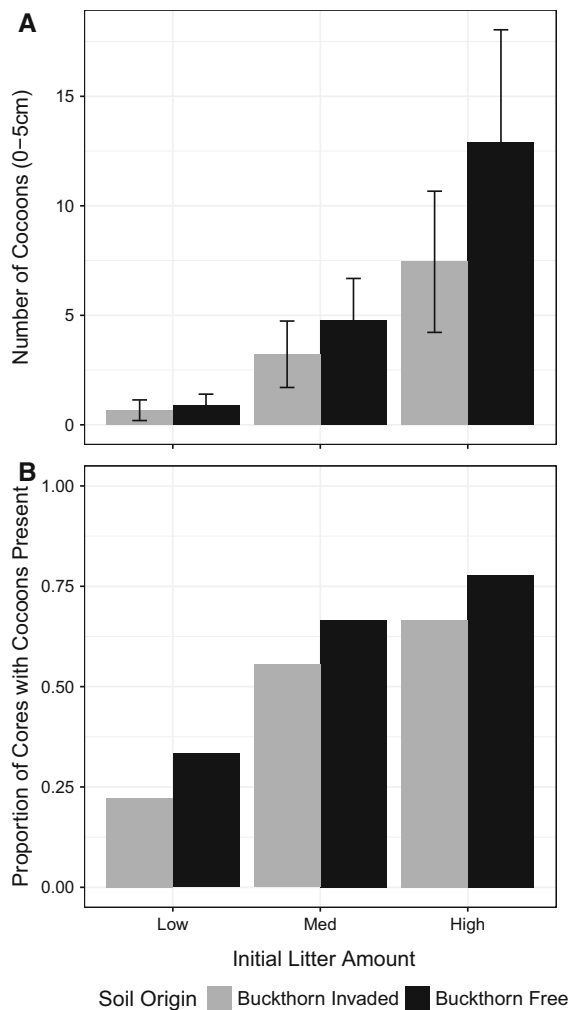 A
Number of Cocoons (0−5cm)
15
10
5
0
B
Proportion of Cores with Cocoons Present
1.00
0.75
0.50
0.25
0.00
Low Med High
Initial Litter Amount
Soil Origin Buckthorn Invaded Buckthorn Free